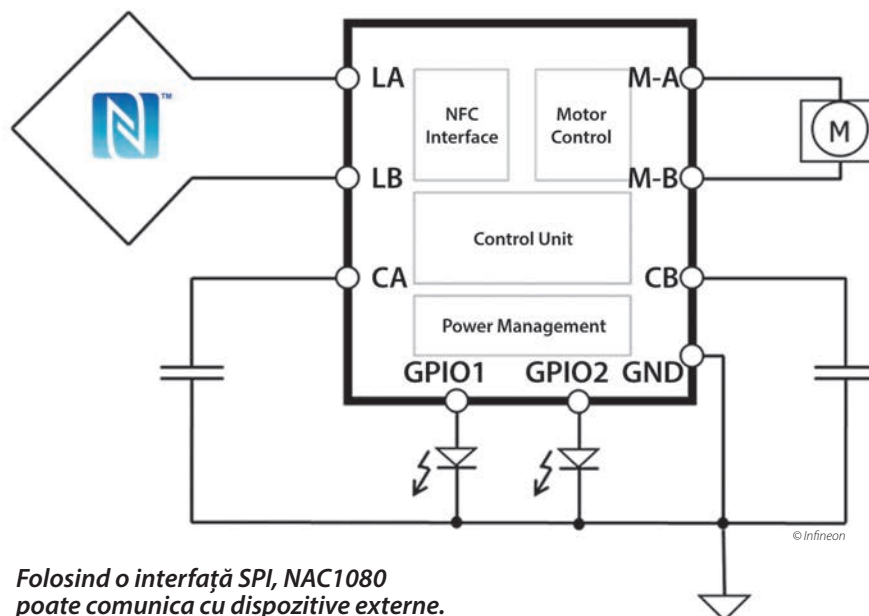 LA
NFC
Interface
Motor
Control
M-A
M
LB
M-B
Control Unit
CA
CB
Power Management
GPIO1
GPIO2
GND
© Infineon
Folosind o interfață SPI, NAC1080
poate comunica cu dispozitive externe.